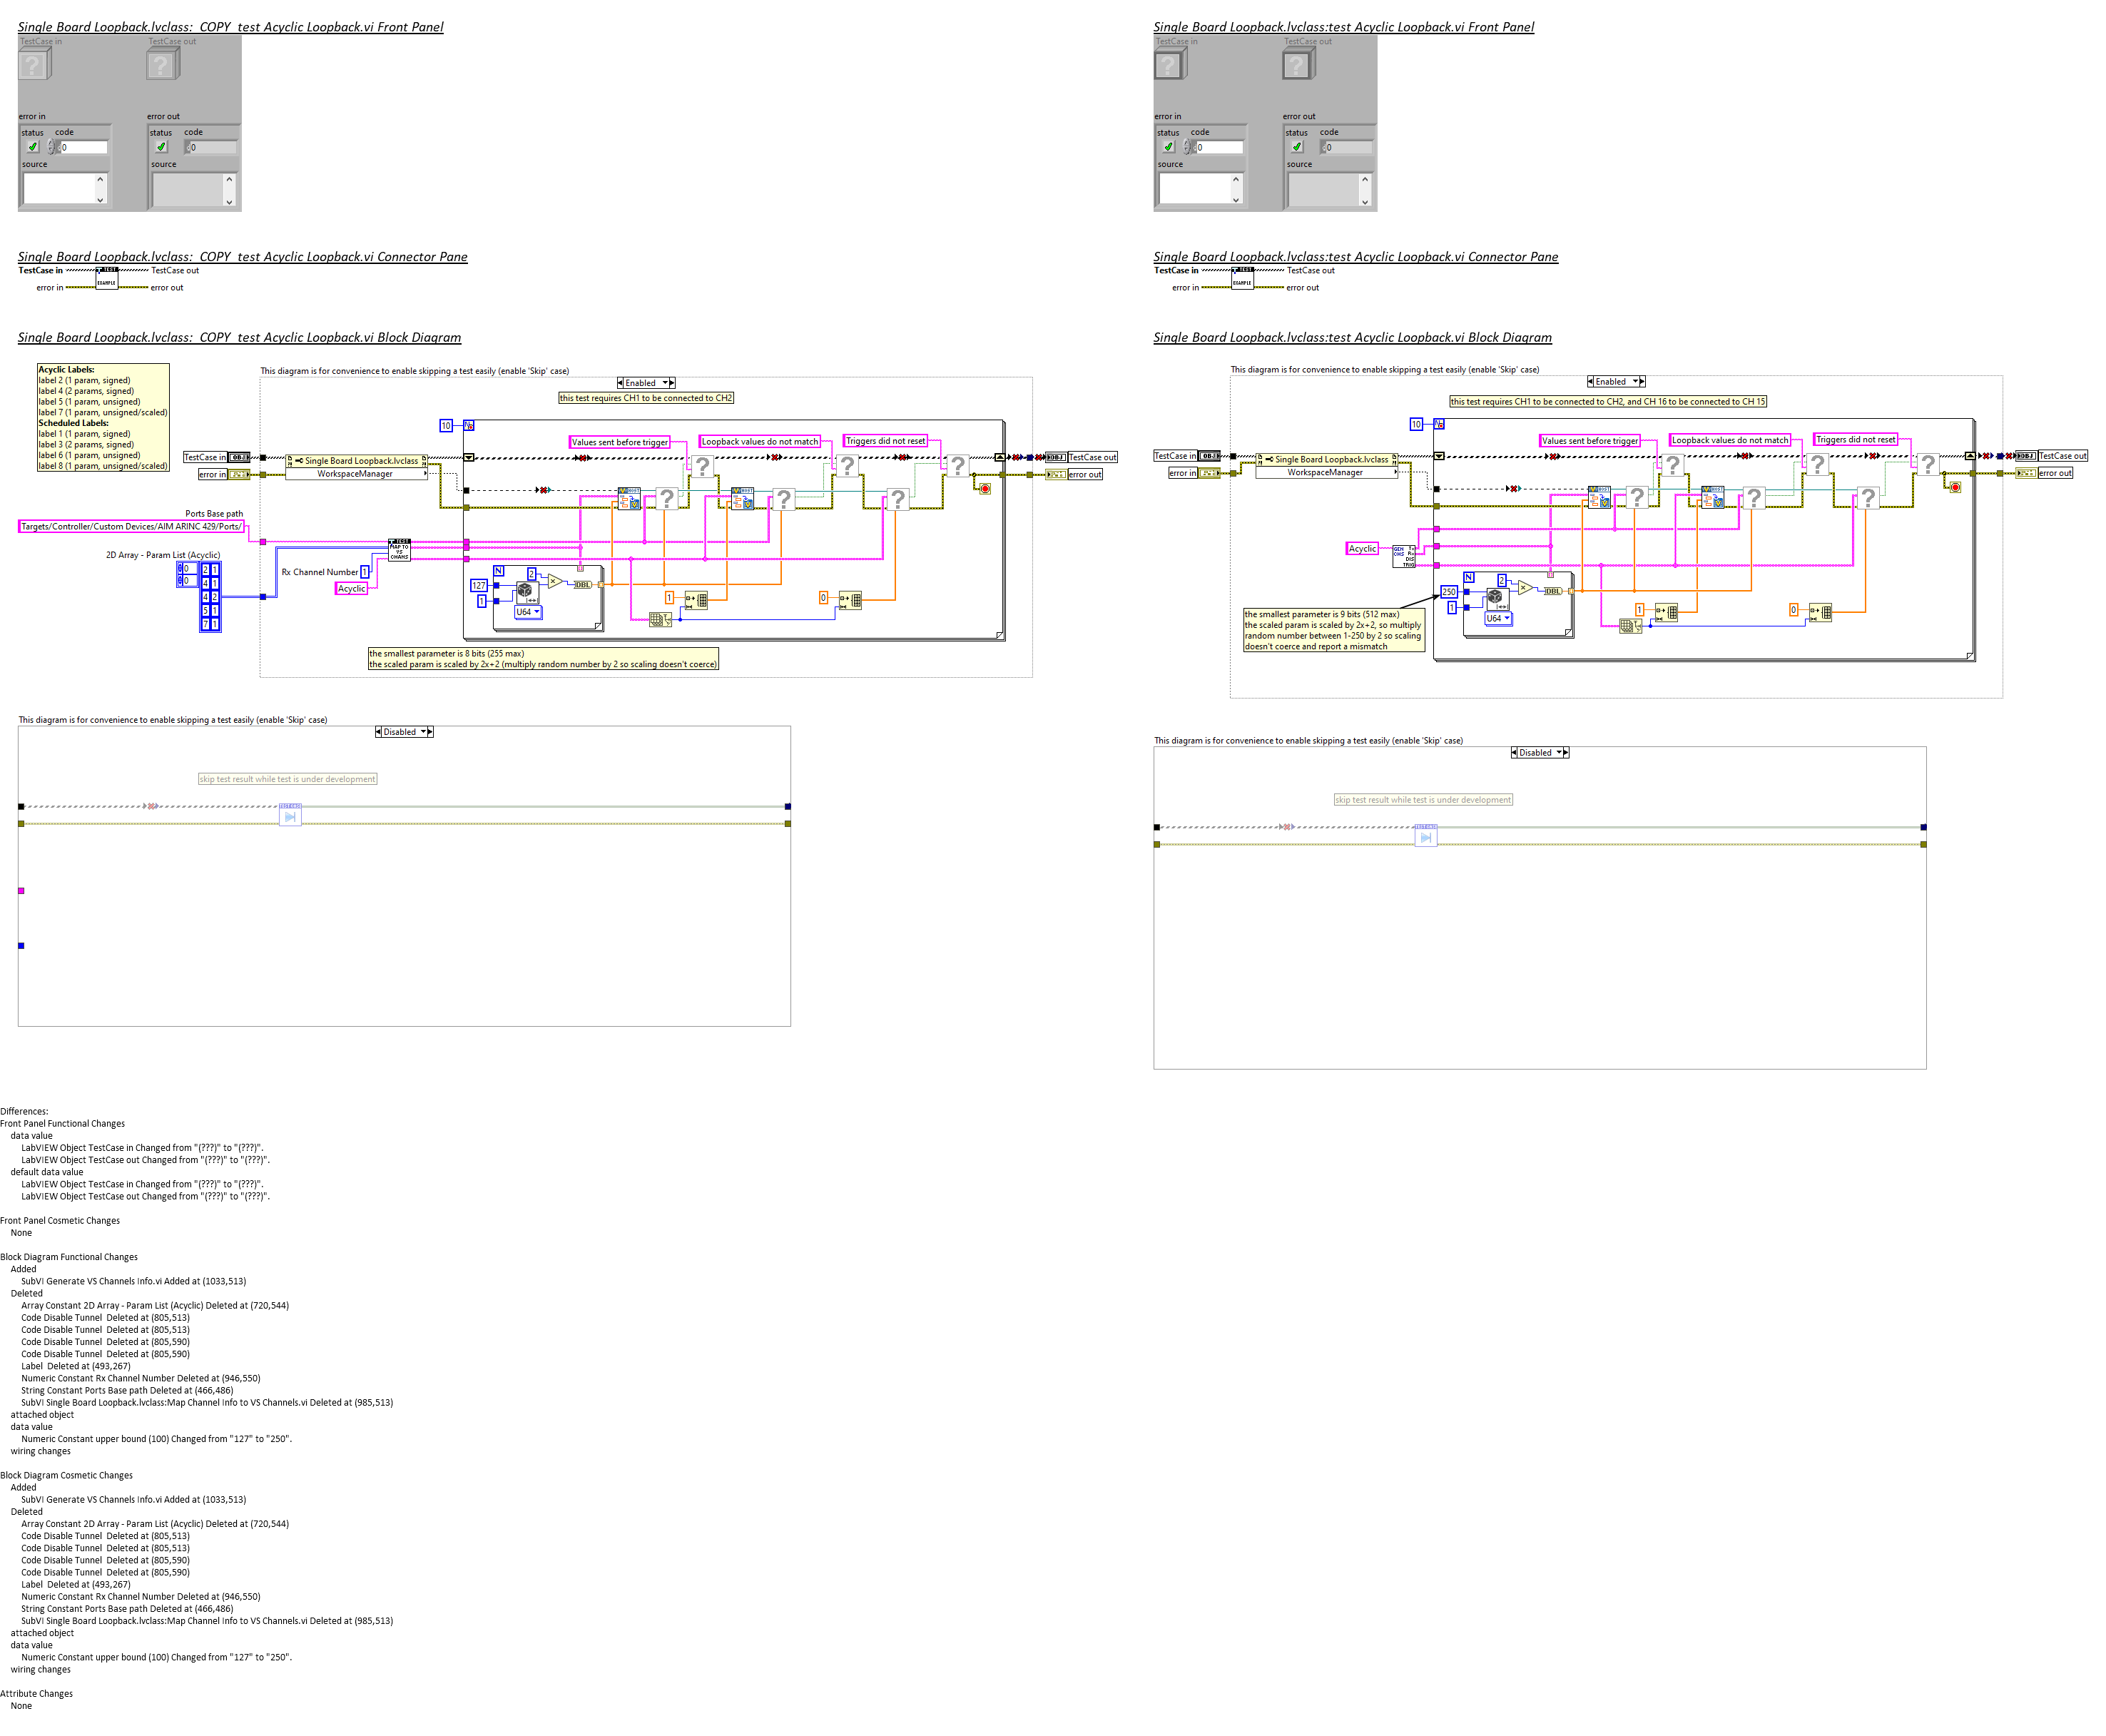 Single Board Loopback.lvclass:  COPY  test Acyclic Loopback.vi Front Panel
TestCase in
TestCase out
error in
error out
status
code
status
code
0
0
source
source
Single Board Loopback.lvclass:  COPY  test Acyclic Loopback.vi Connector Pane
TestCase in
TestCase out
TEST
EXAMPLE
error in
error out
Single Board Loopback.lvclass:  COPY  test Acyclic Loopback.vi Block Diagram
Acyclic Labels:
label 2 (1 param, signed)
label 4 (2 params, signed)
label 5 (1 param, unsigned)
label 7 (1 param, unsigned/scaled)
Scheduled Labels:
label 1 (1 param, signed)
label 3 (2 params, signed)
label 6 (1 param, unsigned)
label 8 (1 param, unsigned/scaled)
This diagram is for convenience to enable skipping a test easily (enable 'Skip' case)
Enabled
this test requires CH1 to be connected to CH2
10
N
Values sent before trigger
Loopback values do not match
Triggers did not reset
TestCase in
OBJ
Single Board Loopback.lvclass
WorkspaceManager
error in
OBJ
TestCase out
error out
Ports Base path
Targets/Controller/Custom Devices/AIM ARINC 429/Ports/
2D Array - Param List (Acyclic)
0
0
2 1
4 1
4 2
5 1
7 1
TEST
MAP TO
VS
CHANS
Rx Channel Number
1
Acyclic
N
127
1
2
U64
DBL
1
0
the smallest parameter is 8 bits (255 max)
the scaled param is scaled by 2x+2 (multiply random number by 2 so scaling doesn't coerce)
This diagram is for convenience to enable skipping a test easily (enable 'Skip' case)
Disabled
skip test result while test is under development
Single Board Loopback.lvclass:test Acyclic Loopback.vi Front Panel
TestCase in
TestCase out
error in
error out
status
code
status
code
0
0
source
source
Single Board Loopback.lvclass:test Acyclic Loopback.vi Connector Pane
TestCase in
TestCase out
TEST
EXAMPLE
error in
error out
Single Board Loopback.lvclass:test Acyclic Loopback.vi Block Diagram
This diagram is for convenience to enable skipping a test easily (enable 'Skip' case)
Enabled
this test requires CH1 to be connected to CH2, and CH 16 to be connected to CH 15
10
N
Values sent before trigger
Loopback values do not match
Triggers did not reset
TestCase in
OBJ
Single Board Loopback.lvclass
WorkspaceManager
error in
OBJ
TestCase out
error out
Acyclic
N
250
1
2
U64
DBL
1
0
the smallest parameter is 9 bits (512 max)
the scaled param is scaled by 2x+2, so multiply
random number between 1-250 by 2 so scaling
doesn't coerce and report a mismatch
This diagram is for convenience to enable skipping a test easily (enable 'Skip' case)
Disabled
skip test result while test is under development
Differences:
Front Panel Functional Changes
data value
LabVIEW Object TestCase in Changed from "(???)" to "(???)".
LabVIEW Object TestCase out Changed from "(???)" to "(???)".
default data value
LabVIEW Object TestCase in Changed from "(???)" to "(???)".
LabVIEW Object TestCase out Changed from "(???)" to "(???)".
Front Panel Cosmetic Changes
None
Block Diagram Functional Changes
Added
SubVI Generate VS Channels Info.vi Added at (1033,513)
Deleted
Array Constant 2D Array - Param List (Acyclic) Deleted at (720,544)
Code Disable Tunnel  Deleted at (805,513)
Code Disable Tunnel  Deleted at (805,513)
Code Disable Tunnel  Deleted at (805,590)
Code Disable Tunnel  Deleted at (805,590)
Label  Deleted at (493,267)
Numeric Constant Rx Channel Number Deleted at (946,550)
String Constant Ports Base path Deleted at (466,486)
SubVI Single Board Loopback.lvclass:Map Channel Info to VS Channels.vi Deleted at (985,513)
attached object
data value
Numeric Constant upper bound (100) Changed from "127" to "250".
wiring changes
Block Diagram Cosmetic Changes
Added
SubVI Generate VS Channels Info.vi Added at (1033,513)
Deleted
Array Constant 2D Array - Param List (Acyclic) Deleted at (720,544)
Code Disable Tunnel  Deleted at (805,513)
Code Disable Tunnel  Deleted at (805,513)
Code Disable Tunnel  Deleted at (805,590)
Code Disable Tunnel  Deleted at (805,590)
Label  Deleted at (493,267)
Numeric Constant Rx Channel Number Deleted at (946,550)
String Constant Ports Base path Deleted at (466,486)
SubVI Single Board Loopback.lvclass:Map Channel Info to VS Channels.vi Deleted at (985,513)
attached object
data value
Numeric Constant upper bound (100) Changed from "127" to "250".
wiring changes
Attribute Changes
None